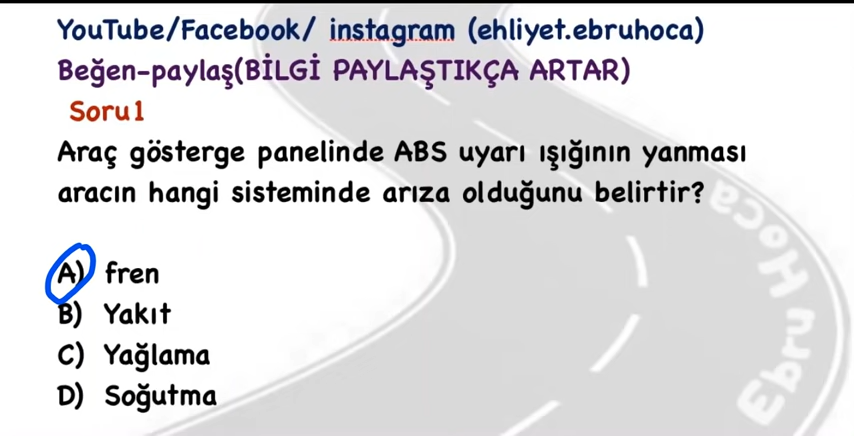 YouTube/Facebook/ instagram (ehliyet.ebruhoca)
Beğen-paylaş(BİLGİ PAYLAŞTIKÇA ARTAR)
Soru1
Araç gösterge panelinde ABS uyarı ışığının yanması
aracın hangi sisteminde arıza olduğunu belirtir?
A) fren
B) Yakıt
C) Yağlama
D) Soğutma
Ebru Hoca